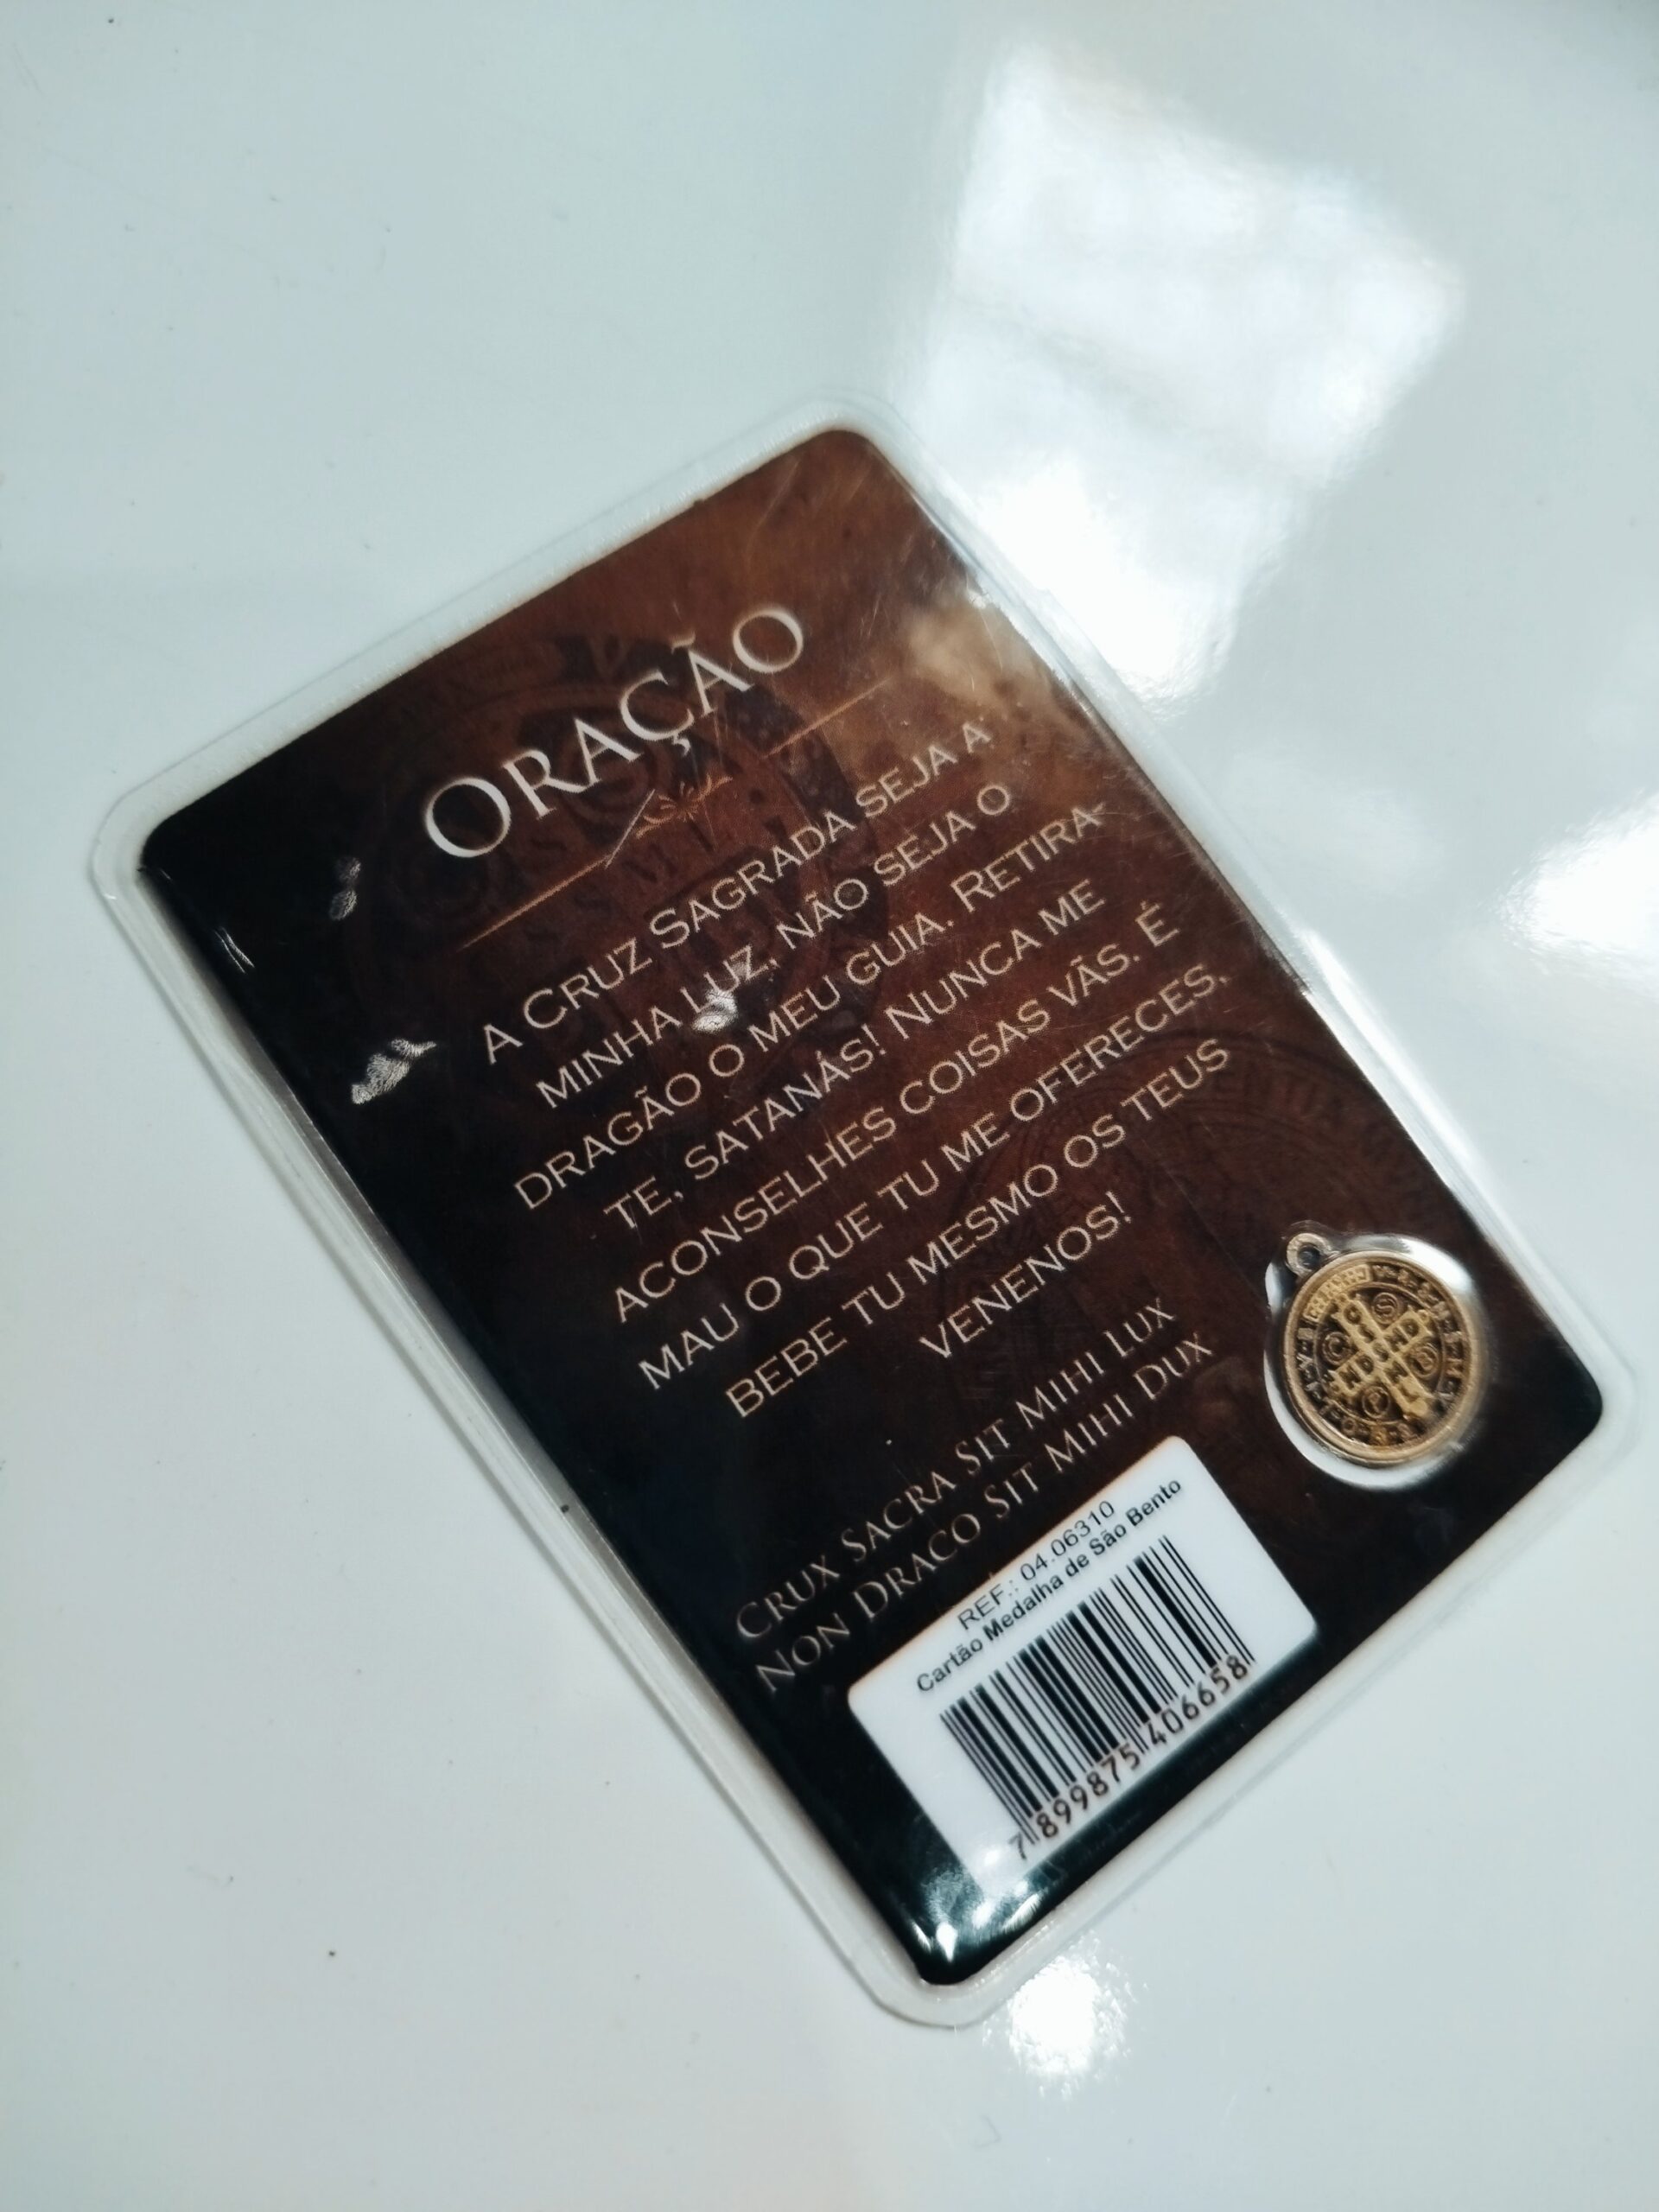 ORAÇÃO
A CRUZ SAGRADA SEJA A
MINHA LUZ, NÃO SEJA O
DRAGÃO O MEU GUIA. RETIRA-
TE, SATANÁS! NUNCA ME
ACONSELHES COISAS VÃS. É
MAU O QUE TU ME OFERECES,
BEBE TU MESMO OS TEUS
VENENOS!
CRUX SACRA SIT MIHI LUX
NON DRACO SIT MIHI DUX
REF.: 04.06310
Cartão Medalha de São Bento
7 899875 406658